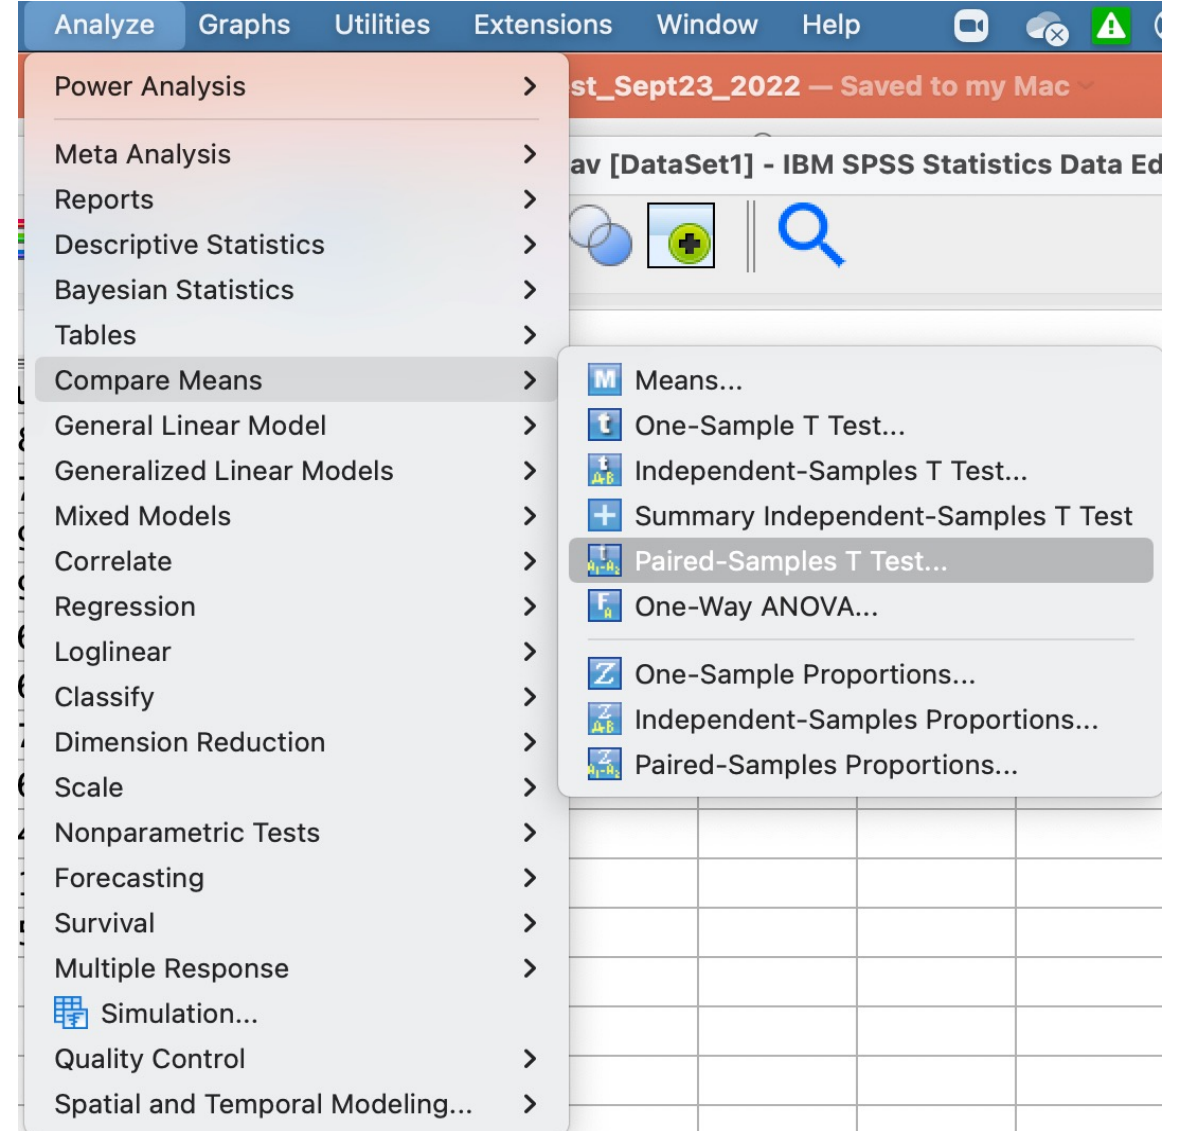 Analyze Graphs Utilities Extensions Window Help
st_Sept23_2022 — Saved to my Mac
av [DataSet1] - IBM SPSS Statistics Data Ed
Power Analysis
Meta Analysis
Reports
Descriptive Statistics
Bayesian Statistics
Tables
Compare Means
General Linear Model
Generalized Linear Models
Mixed Models
Correlate
Regression
Loglinear
Classify
Dimension Reduction
Scale
Nonparametric Tests
Forecasting
Survival
Multiple Response
Simulation...
Quality Control
Spatial and Temporal Modeling...
Means...
One-Sample T Test...
Independent-Samples T Test...
Summary Independent-Samples T Test
Paired-Samples T Test...
One-Way ANOVA...
One-Sample Proportions...
Independent-Samples Proportions...
Paired-Samples Proportions...